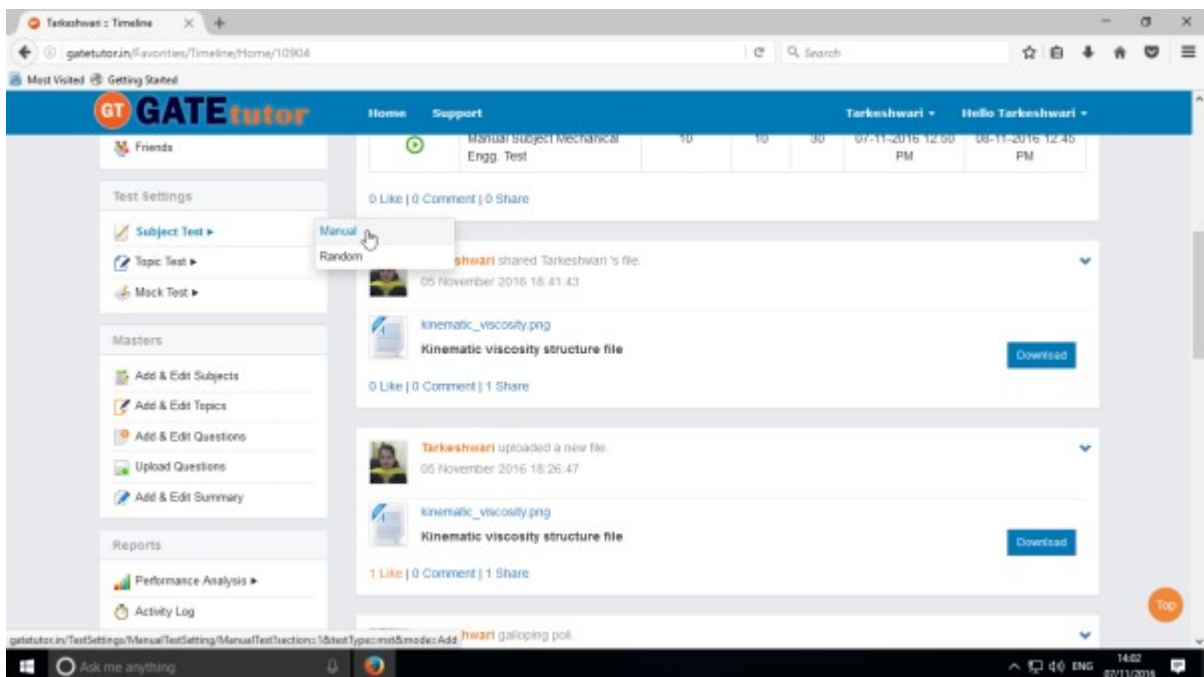 Tarkeshwari :: Timeline
gatetutor.in/Favorities/Timeline/Home/10904
Search
Most Visited Getting Started
GT GATEtutor Home Support Tarkeshwari Hello Tarkeshwari
Friends
Manual Subject Mechanical Engg. Test 10 10 30 07-11-2016 12:50 PM 08-11-2016 12:45 PM
Test Settings
0 Like | 0 Comment | 0 Share
Subject Test
Manual
Random
Topic Test
Mock Test
shwari shared Tarkeshwari 's file.
05 November 2016 18:41:43
kinematic_viscosity.png
Kinematic viscosity structure file
Download
0 Like | 0 Comment | 1 Share
Masters
Add & Edit Subjects
Add & Edit Topics
Add & Edit Questions
Upload Questions
Add & Edit Summary
Tarkeshwari uploaded a new file.
05 November 2016 18:26:47
kinematic_viscosity.png
Kinematic viscosity structure file
Download
1 Like | 0 Comment | 1 Share
Reports
Performance Analysis
Activity Log
Top
hwari galloping poll.
gatetutor.in/TestSettings/ManualTestSetting/ManualTest?section=1&testType=mst&mode=Add
Ask me anything
ENG
14:02
07/11/2016